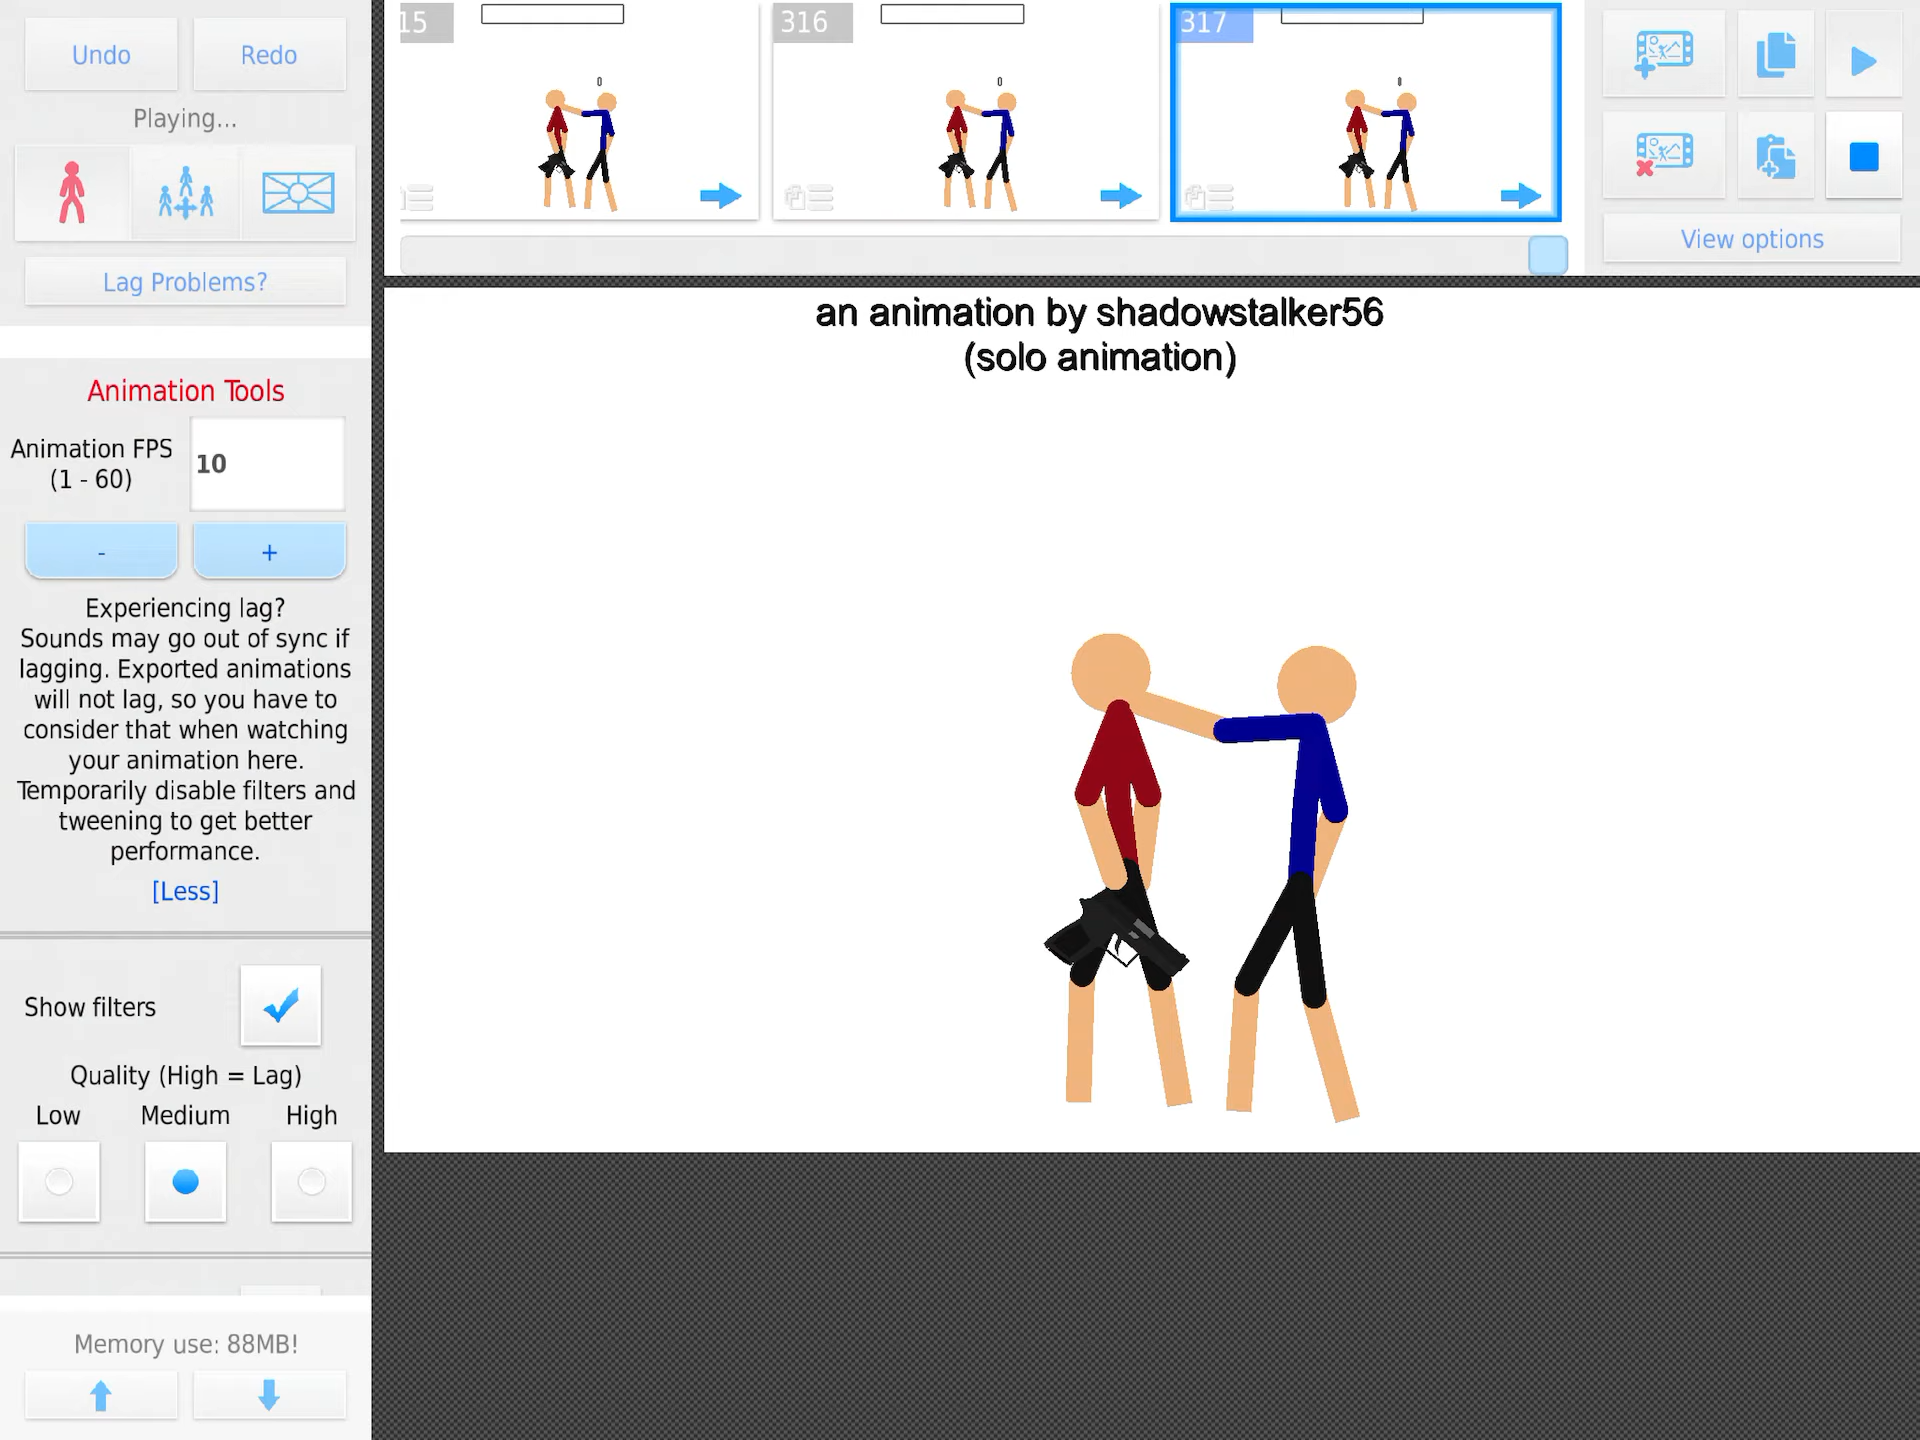 Undo
Redo
Playing...
Lag Problems?
Animation Tools
Animation FPS
(1 - 60)
10
-
+
Experiencing lag?
Sounds may go out of sync if
lagging. Exported animations
will not lag, so you have to
consider that when watching
your animation here.
Temporarily disable filters and
tweening to get better
performance.
[Less]
Show filters
Quality (High = Lag)
Low
Medium
High
Memory use: 88MB!
15
316
317
View options
an animation by shadowstalker56
(solo animation)